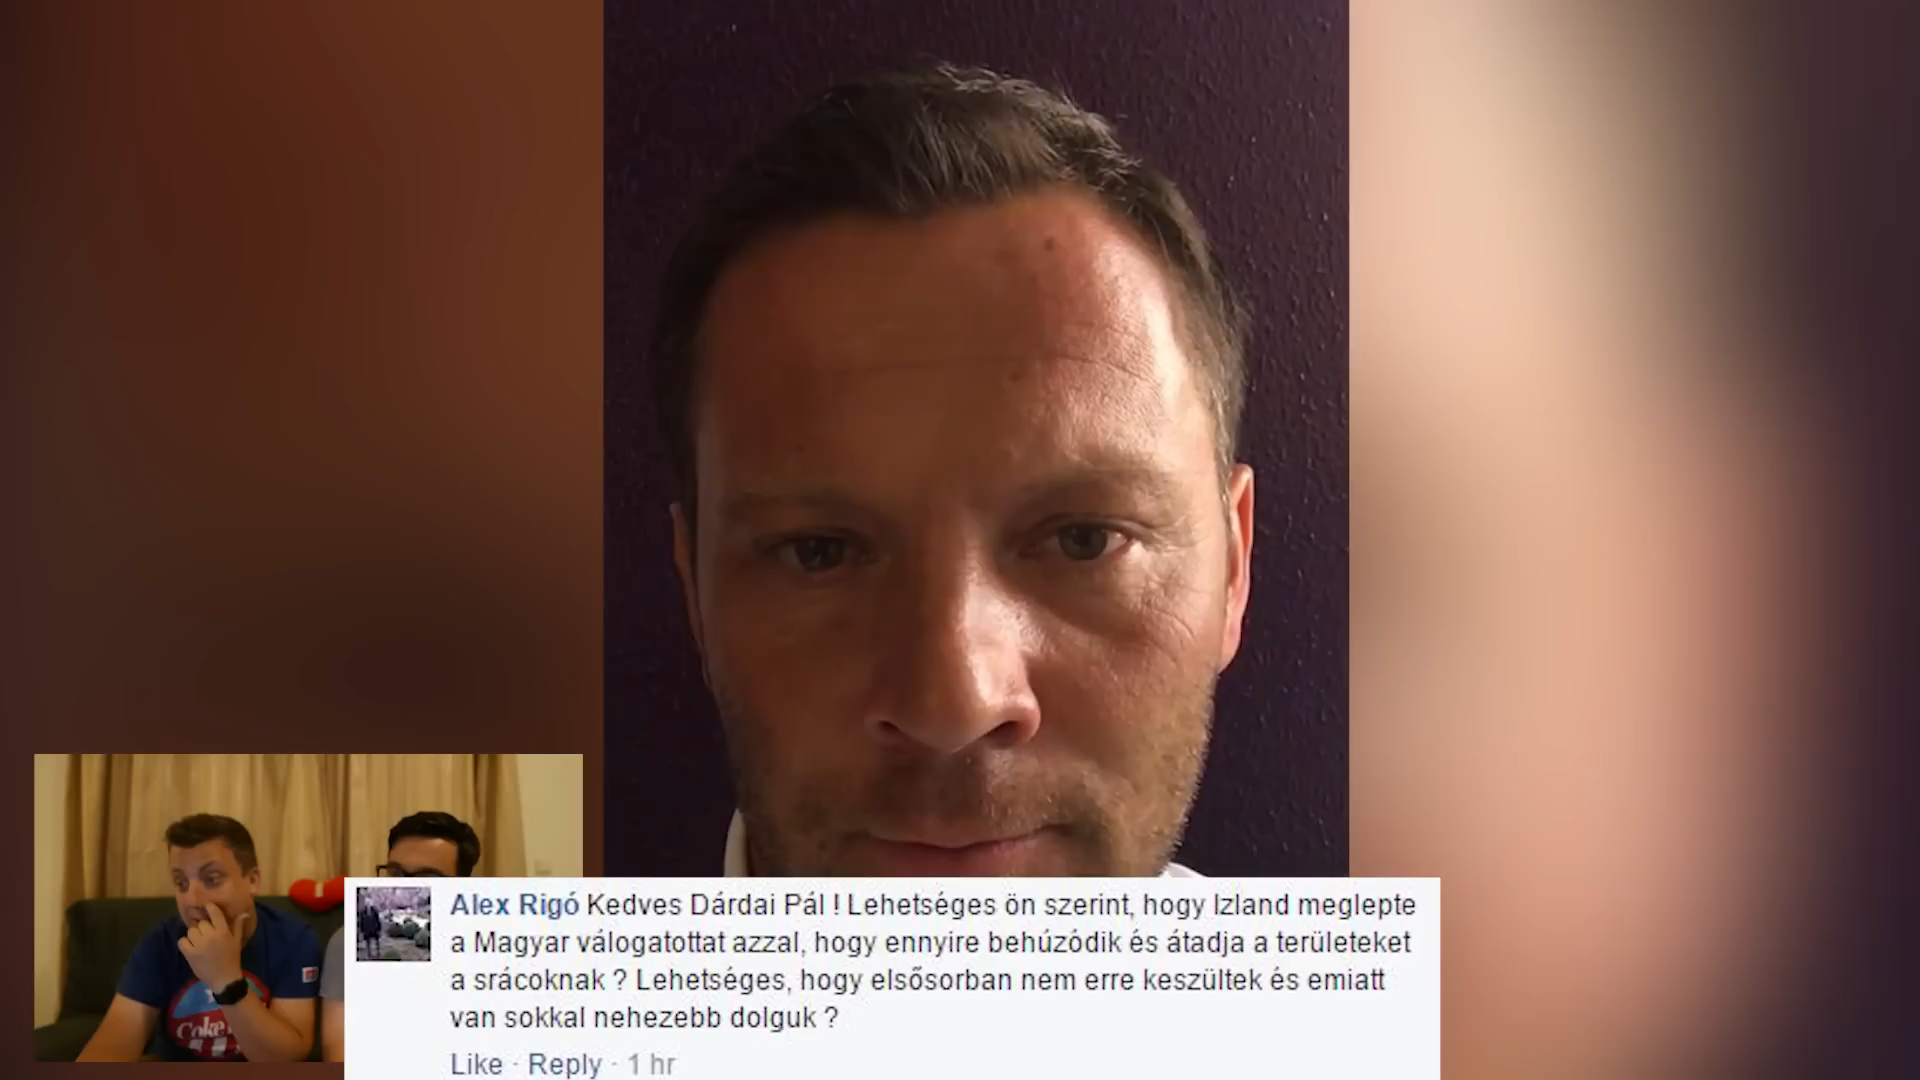 Alex Rigó Kedves Dárdai Pál ! Lehetséges ön szerint, hogy Izland meglepte
a Magyar válogatottat azzal, hogy ennyire behúzódik és átadja a területeket
a srácoknak ? Lehetséges, hogy elsősorban nem erre keszültek és emiatt
van sokkal nehezebb dolguk ?
Like · Reply · 1 hr
Coke